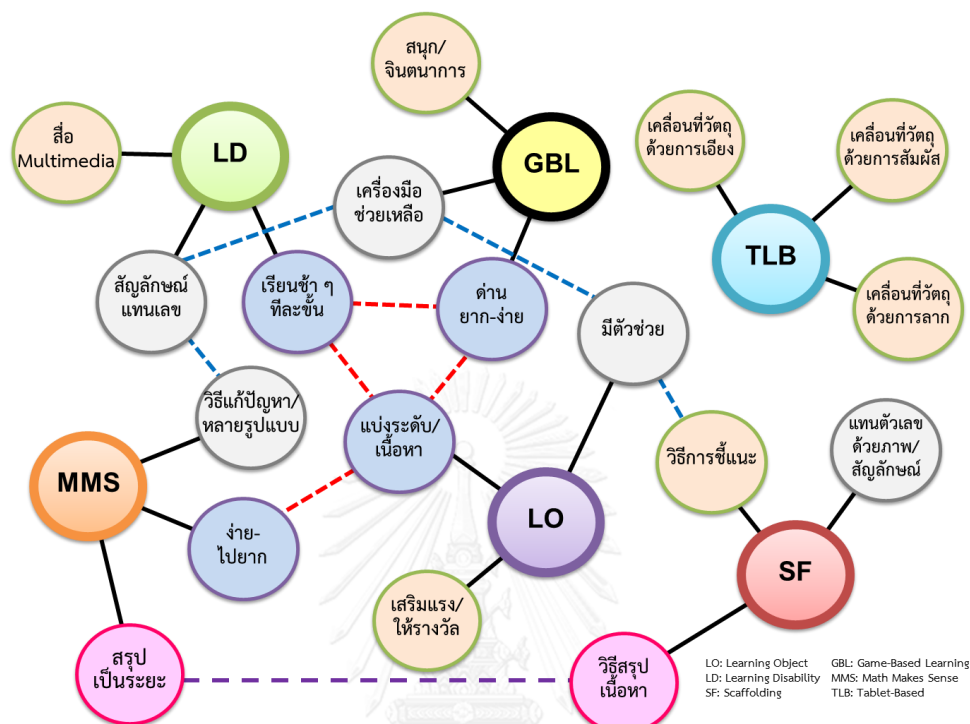 สนุก/
จินตนาการ
สื่อ
Multimedia
LD
GBL
เคลื่อนที่วัตถุ
ด้วยการเอียง
เคลื่อนที่วัตถุ
ด้วยการสัมผัส
เครื่องมือ
ช่วยเหลือ
TLB
สัญลักษณ์
แทนเลข
เรียนช้า ๆ
ทีละขั้น
ด่าน
ยาก-ง่าย
เคลื่อนที่วัตถุ
ด้วยการลาก
มีตัวช่วย
วิธีแก้ปัญหา/
หลายรูปแบบ
แบ่งระดับ/
เนื้อหา
วิธีการชี้แนะ
แทนตัวเลข
ด้วยภาพ/
สัญลักษณ์
MMS
LO
ง่าย-
ไปยาก
SF
เสริมแรง/
ให้รางวัล
สรุป
เป็นระยะ
วิธีสรุป
เนื้อหา
LO: Learning Object
LD: Learning Disability
SF: Scaffolding
GBL: Game-Based Learning
MMS: Math Makes Sense
TLB: Tablet-Based